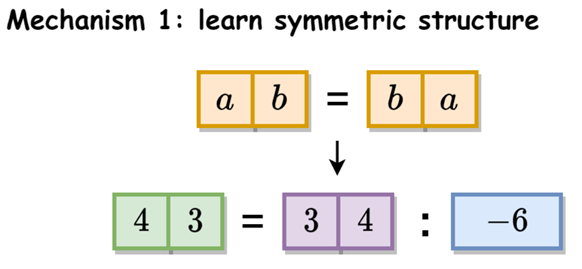 Mechanism 1: learn symmetric structure
a b = b a
4 3 = 3 4 : −6